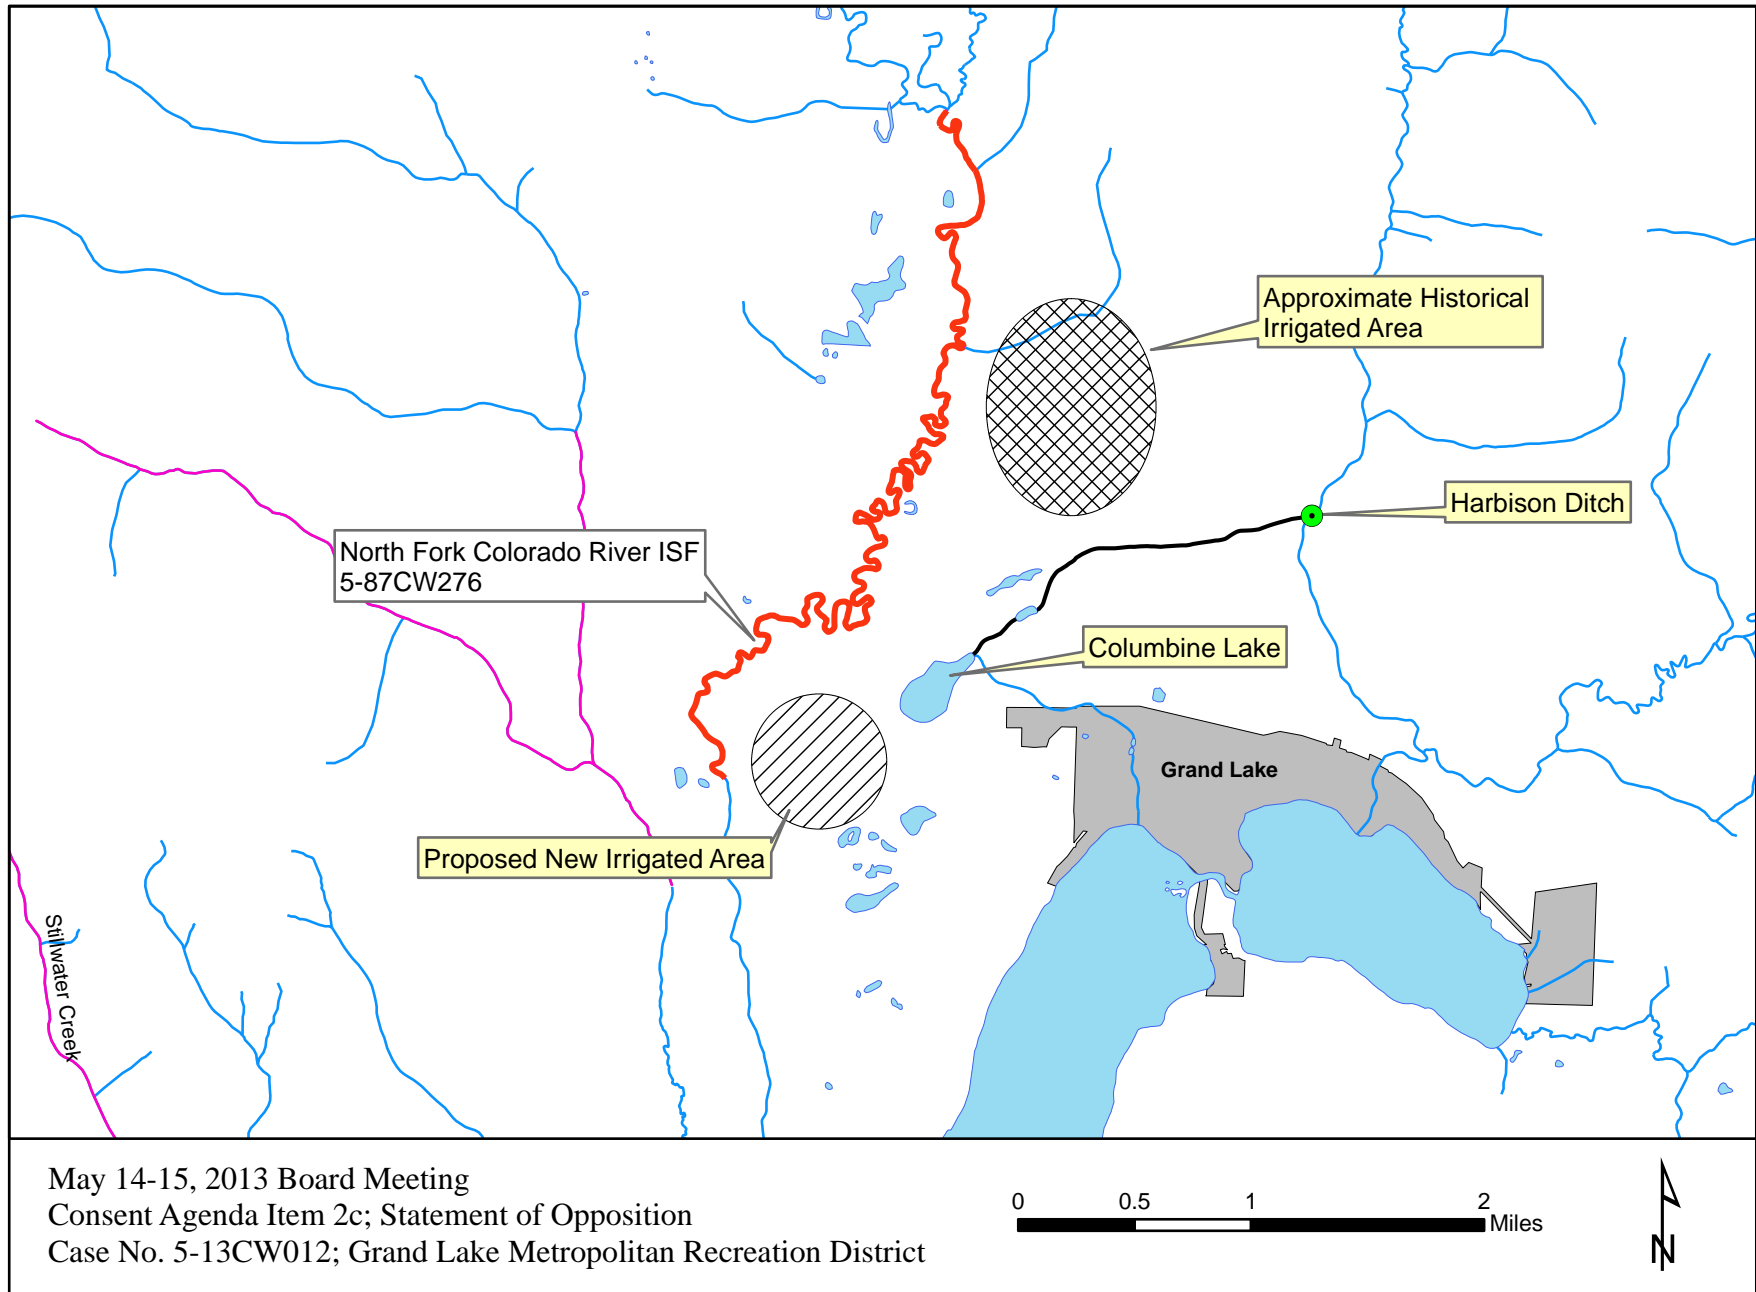 Approximate Historical
Irrigated Area
Harbison Ditch
North Fork Colorado River ISF
5-87CW276
Columbine Lake
Grand Lake
Proposed New Irrigated Area
Stillwater Creek
May 14-15, 2013 Board Meeting
Consent Agenda Item 2c; Statement of Opposition
Case No. 5-13CW012; Grand Lake Metropolitan Recreation District
0 0.5 1 2
Miles
N